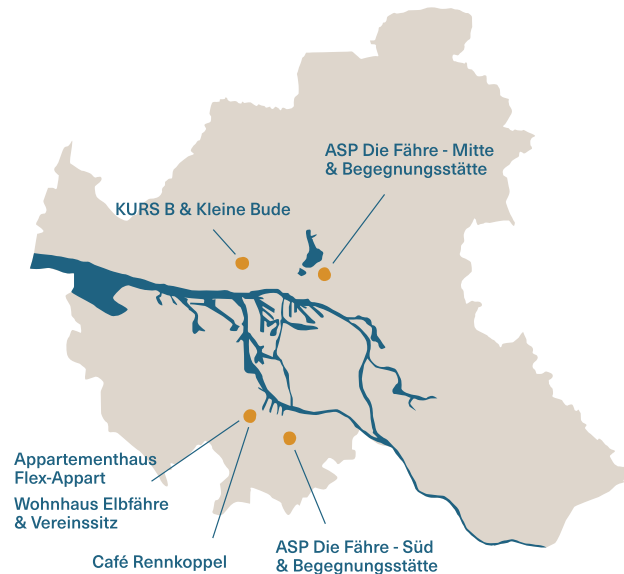 ASP Die Fähre - Mitte
& Begegnungsstätte
KURS B & Kleine Bude
Appartementhaus
Flex-Appart
Wohnhaus Elbfähre
& Vereinssitz
Café Rennkoppel
ASP Die Fähre - Süd
& Begegnungsstätte